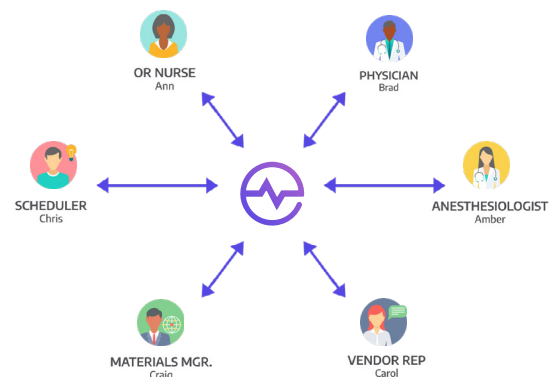 OR NURSE
Ann
PHYSICIAN
Brad
SCHEDULER
Chris
ANESTHESIOLOGIST
Amber
MATERIALS MGR.
Craig
VENDOR REP
Carol